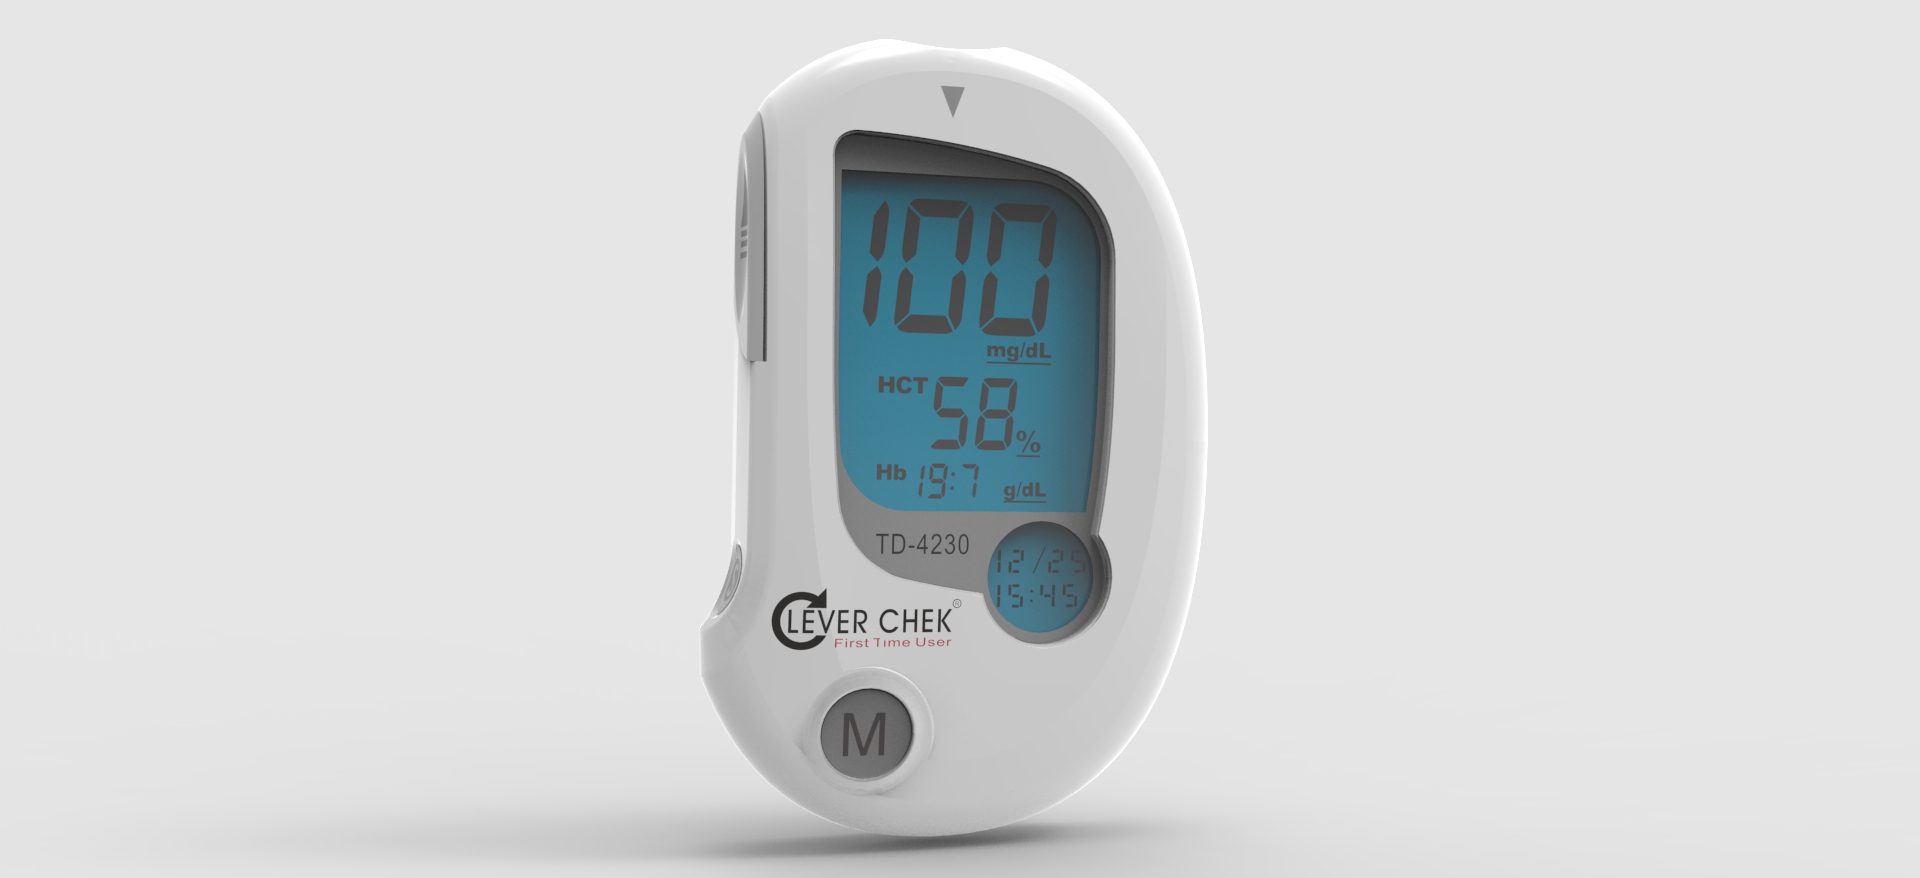 100
mg/dL
HCT 58 %
Hb 19:7 g/dL
TD-4230
12/25
15:45
CLEVER CHEK®
First Time User
M